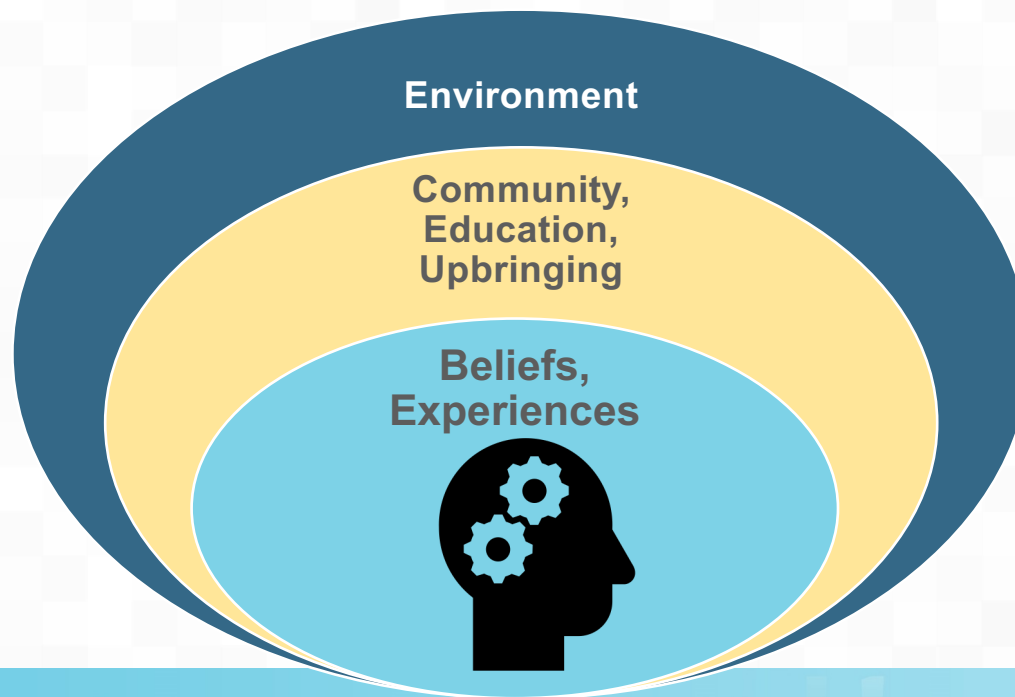 Environment
Community,
Education,
Upbringing
Beliefs,
Experiences